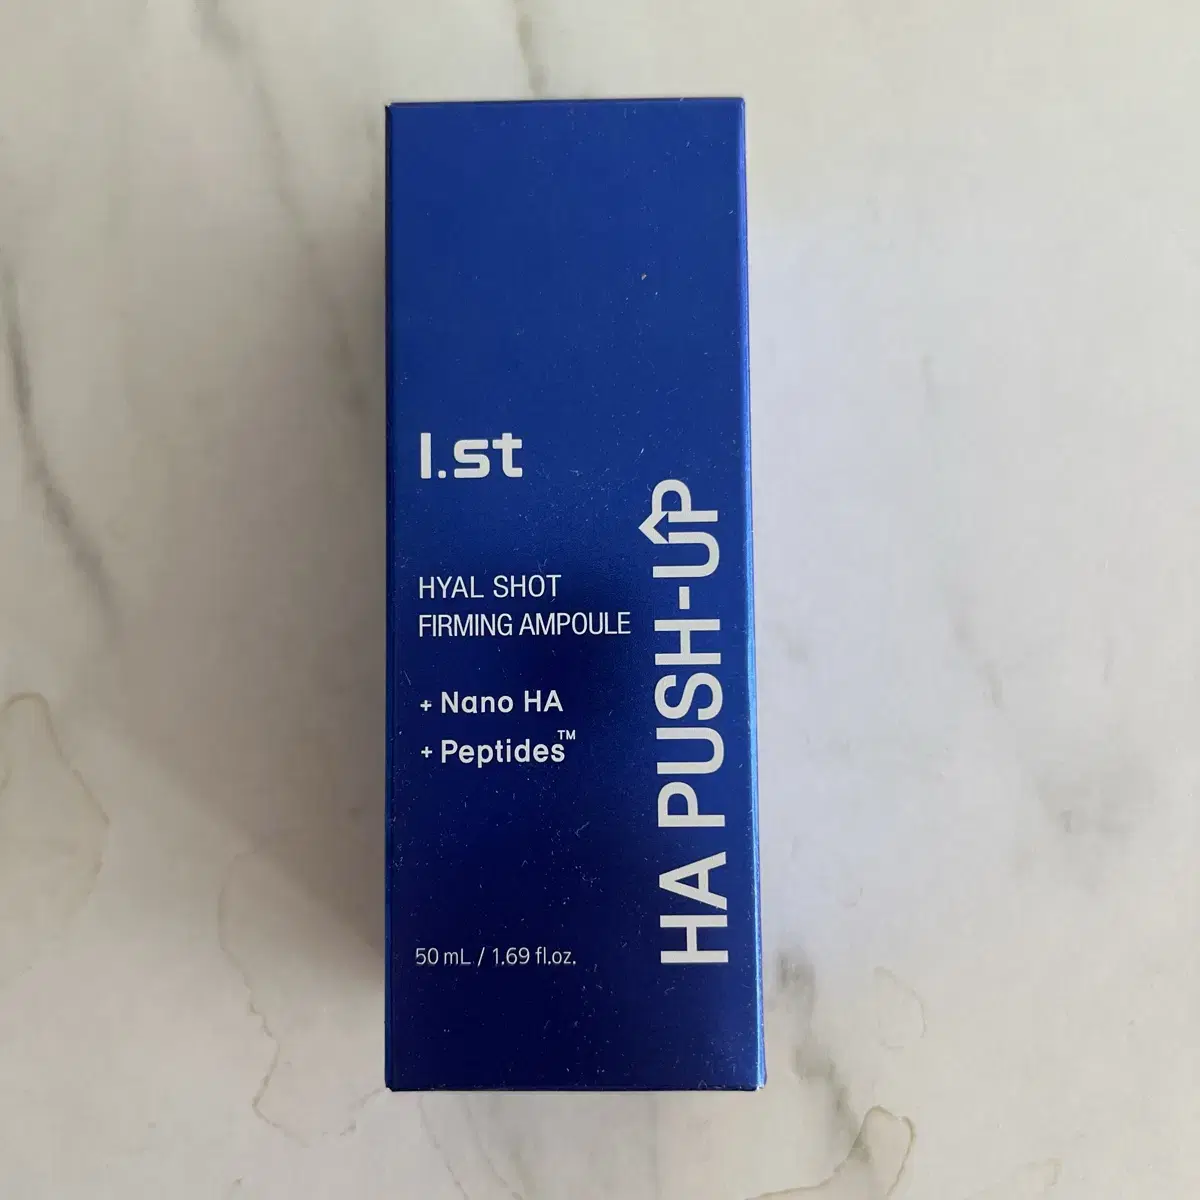 I.st
HYAL SHOT
FIRMING AMPOULE
+ Nano HA
+ Peptides™
50 mL / 1.69 fl.oz.
HA PUSH-UP